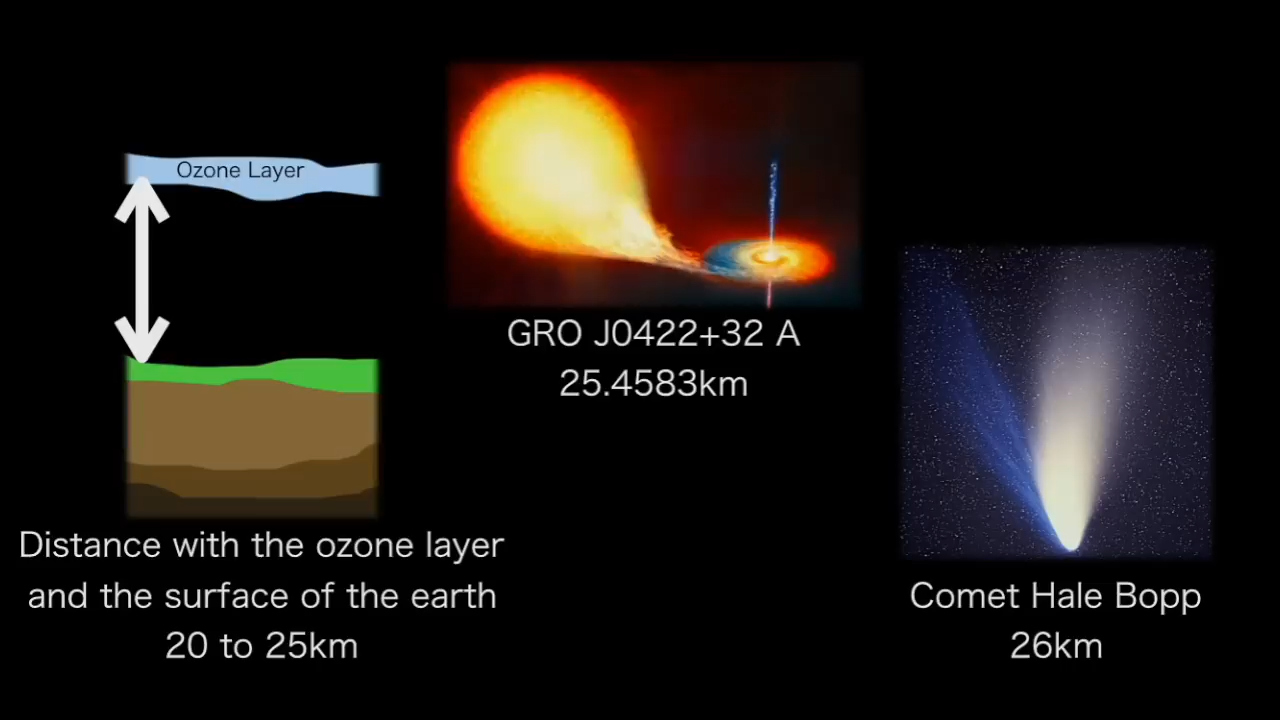 Ozone Layer
Distance with the ozone layer
and the surface of the earth
20 to 25km
GRO J0422+32 A
25.4583km
Comet Hale Bopp
26km